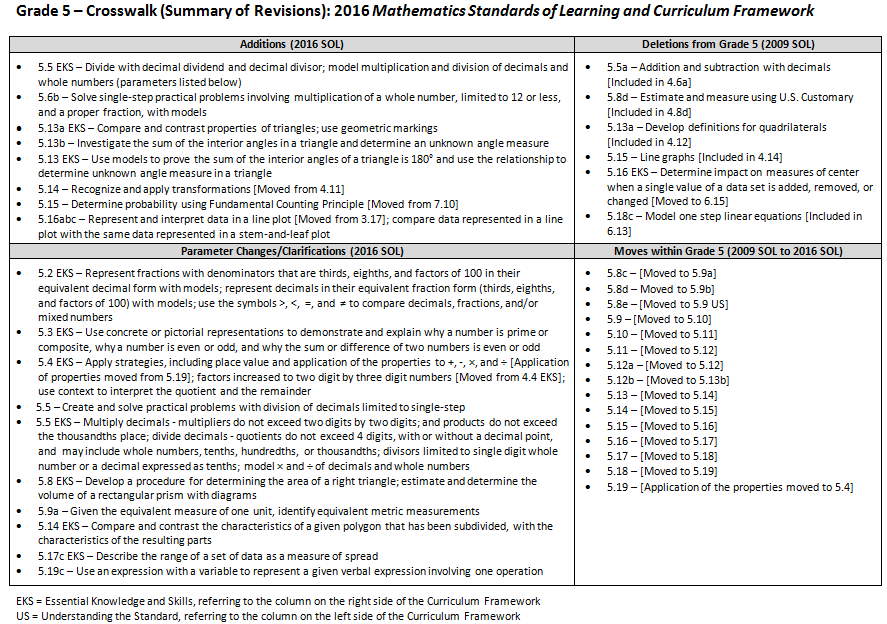 Grade 5 – Crosswalk (Summary of Revisions): 2016 Mathematics Standards of Learning and Curriculum Framework
Additions (2016 SOL)
• 5.5 EKS – Divide with decimal dividend and decimal divisor; model multiplication and division of decimals and
whole numbers (parameters listed below)
• 5.6b – Solve single-step practical problems involving multiplication of a whole number, limited to 12 or less,
and a proper fraction, with models
• 5.13a EKS – Compare and contrast properties of triangles; use geometric markings
• 5.13b – Investigate the sum of the interior angles in a triangle and determine an unknown angle measure
• 5.13 EKS – Use models to prove the sum of the interior angles of a triangle is 180° and use the relationship to
determine unknown angle measure in a triangle
• 5.14 – Recognize and apply transformations [Moved from 4.11]
• 5.15 – Determine probability using Fundamental Counting Principle [Moved from 7.10]
• 5.16abc – Represent and interpret data in a line plot [Moved from 3.17]; compare data represented in a line
plot with the same data represented in a stem-and-leaf plot
Deletions from Grade 5 (2009 SOL)
• 5.5a – Addition and subtraction with decimals
[Included in 4.6a]
• 5.8d – Estimate and measure using U.S. Customary
[Included in 4.8d]
• 5.13a – Develop definitions for quadrilaterals
[Included in 4.12]
• 5.15 – Line graphs [Included in 4.14]
• 5.16 EKS – Determine impact on measures of center
when a single value of a data set is added, removed, or
changed [Moved to 6.15]
• 5.18c – Model one step linear equations [Included in
6.13]
Parameter Changes/Clarifications (2016 SOL)
• 5.2 EKS – Represent fractions with denominators that are thirds, eighths, and factors of 100 in their
equivalent decimal form with models; represent decimals in their equivalent fraction form (thirds, eighths,
and factors of 100) with models; use the symbols >, <, =, and ≠ to compare decimals, fractions, and/or
mixed numbers
• 5.3 EKS – Use concrete or pictorial representations to demonstrate and explain why a number is prime or
composite, why a number is even or odd, and why the sum or difference of two numbers is even or odd
• 5.4 EKS – Apply strategies, including place value and application of the properties to +, -, ×, and ÷ [Application
of properties moved from 5.19]; factors increased to two digit by three digit numbers [Moved from 4.4 EKS];
use context to interpret the quotient and the remainder
• 5.5 – Create and solve practical problems with division of decimals limited to single-step
• 5.5 EKS – Multiply decimals - multipliers do not exceed two digits by two digits; and products do not exceed
the thousandths place; divide decimals - quotients do not exceed 4 digits, with or without a decimal point,
and may include whole numbers, tenths, hundredths, or thousandths; divisors limited to single digit whole
number or a decimal expressed as tenths; model × and ÷ of decimals and whole numbers
• 5.8 EKS – Develop a procedure for determining the area of a right triangle; estimate and determine the
volume of a rectangular prism with diagrams
• 5.9a – Given the equivalent measure of one unit, identify equivalent metric measurements
• 5.14 EKS – Compare and contrast the characteristics of a given polygon that has been subdivided, with the
characteristics of the resulting parts
• 5.17c EKS – Describe the range of a set of data as a measure of spread
• 5.19c – Use an expression with a variable to represent a given verbal expression involving one operation
Moves within Grade 5 (2009 SOL to 2016 SOL)
• 5.8c – [Moved to 5.9a]
• 5.8d – Moved to 5.9b]
• 5.8e – [Moved to 5.9 US]
• 5.9 – [Moved to 5.10]
• 5.10 – [Moved to 5.11]
• 5.11 – [Moved to 5.12]
• 5.12a – [Moved to 5.12]
• 5.12b – [Moved to 5.13b]
• 5.13 – [Moved to 5.14]
• 5.14 – [Moved to 5.15]
• 5.15 – [Moved to 5.16]
• 5.16 – [Moved to 5.17]
• 5.17 – [Moved to 5.18]
• 5.18 – [Moved to 5.19]
• 5.19 – [Application of the properties moved to 5.4]
EKS = Essential Knowledge and Skills, referring to the column on the right side of the Curriculum Framework
US = Understanding the Standard, referring to the column on the left side of the Curriculum Framework